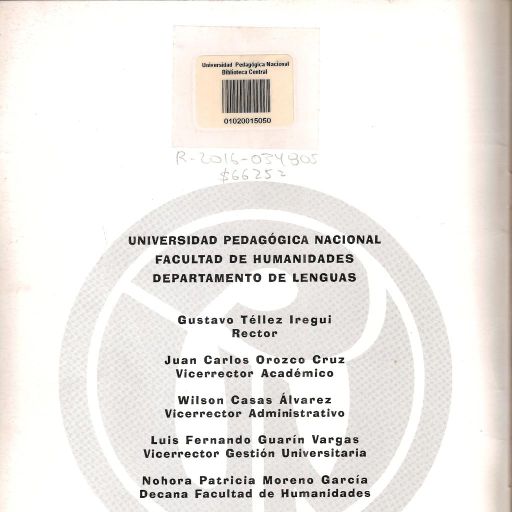 Universidad Pedagógica Nacional
Biblioteca Central
01020015050
R-2016-034905
$66252
UNIVERSIDAD PEDAGÓGICA NACIONAL
FACULTAD DE HUMANIDADES
DEPARTAMENTO DE LENGUAS
Gustavo Téllez Iregui
Rector
Juan Carlos Orozco Cruz
Vicerrector Académico
Wilson Casas Álvarez
Vicerrector Administrativo
Luis Fernando Guarín Vargas
Vicerrector Gestión Universitaria
Nohora Patricia Moreno García
Decana Facultad de Humanidades